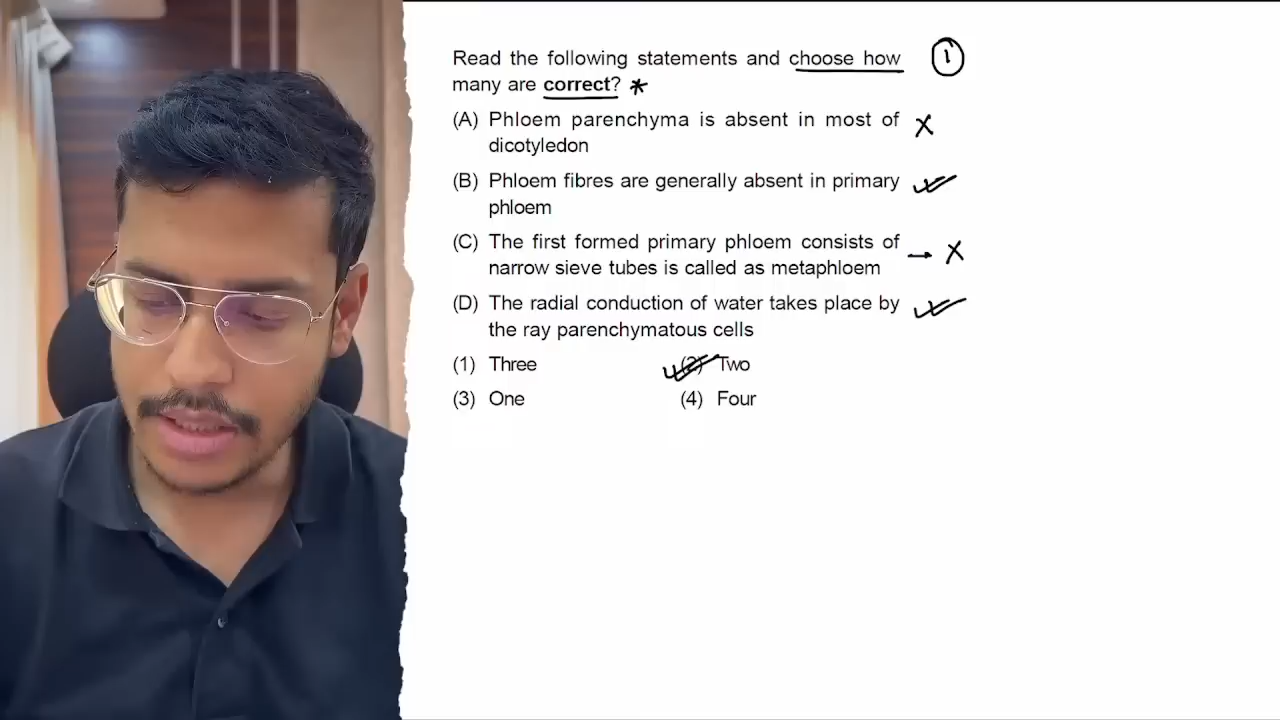 Read the following statements and choose how ①
many are correct? *
(A) Phloem parenchyma is absent in most of X
dicotyledon
(B) Phloem fibres are generally absent in primary ✓
phloem
(C) The first formed primary phloem consists of → X
narrow sieve tubes is called as metaphloem
(D) The radial conduction of water takes place by ✓
the ray parenchymatous cells
(1) Three ✓(2) Two
(3) One (4) Four